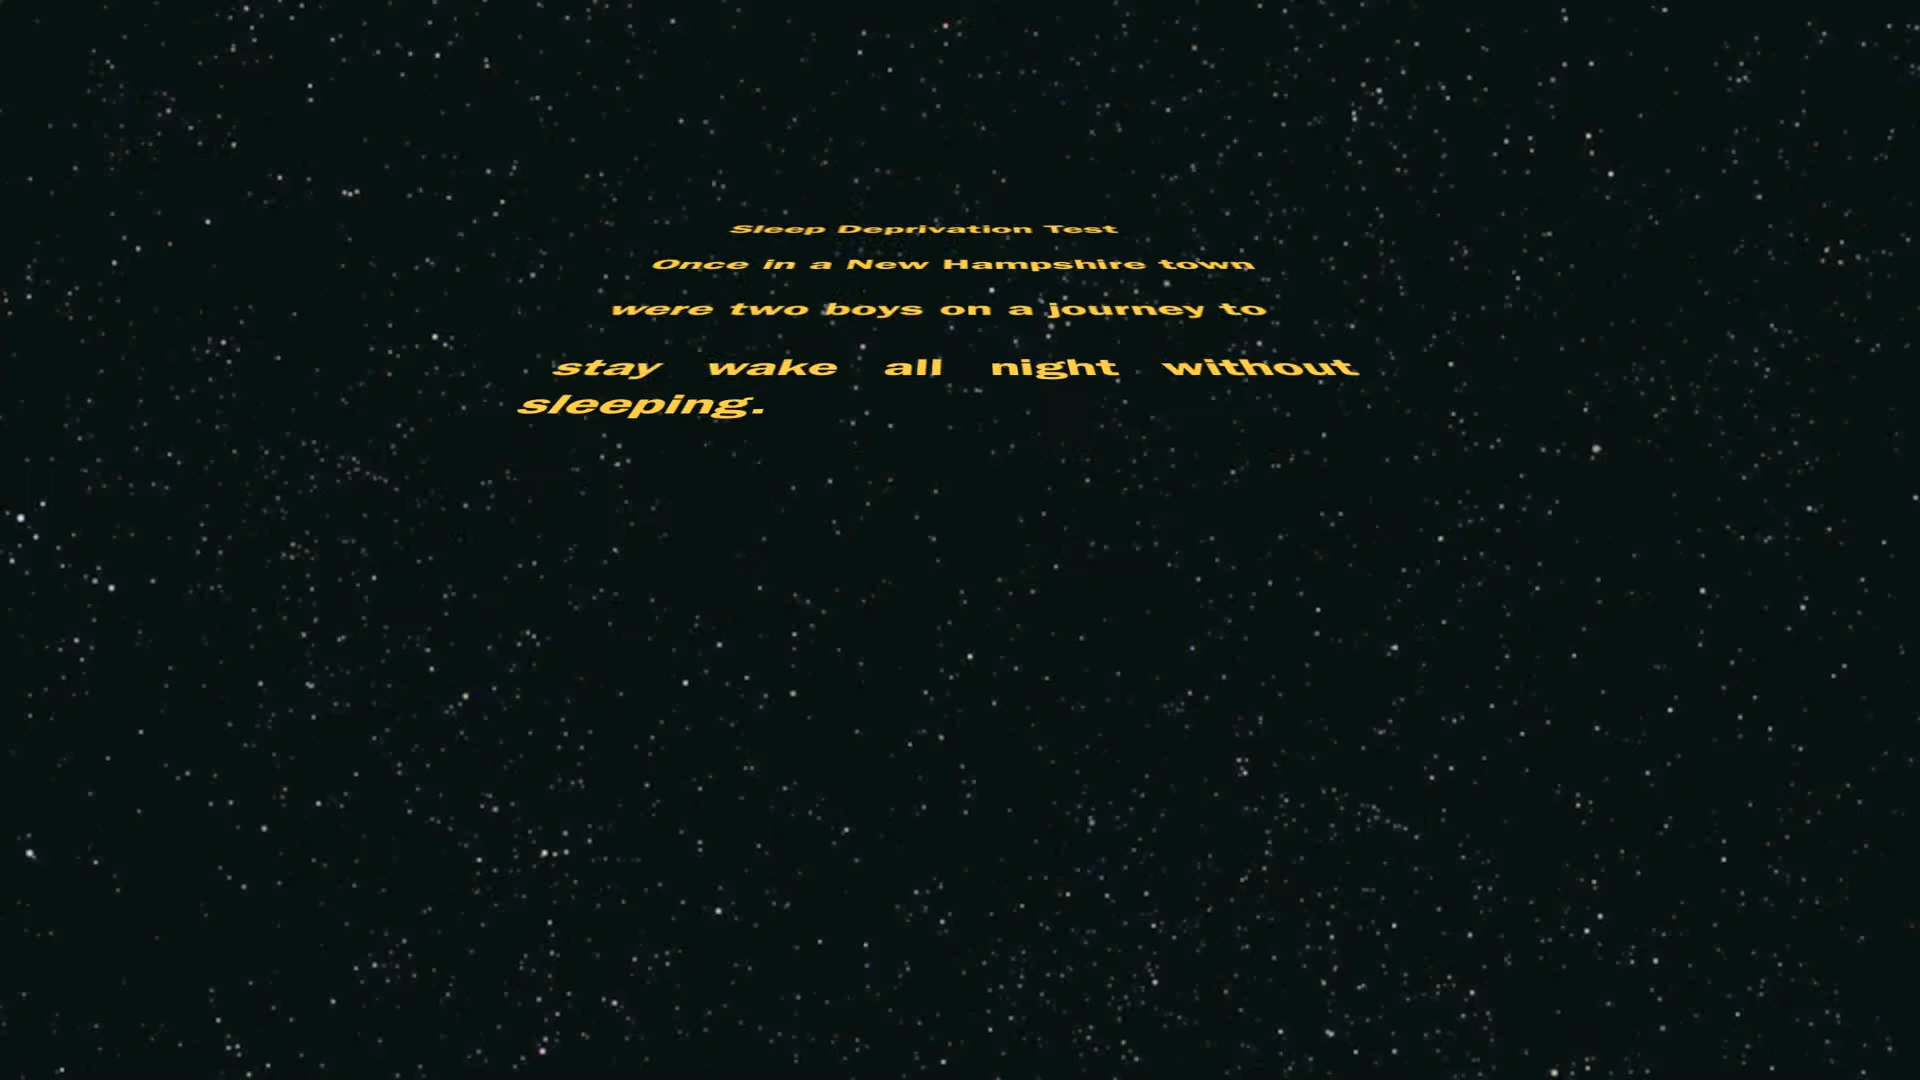 Sleep Deprivation Test
Once in a New Hampshire town
were two boys on a journey to
stay wake all night without
sleeping.